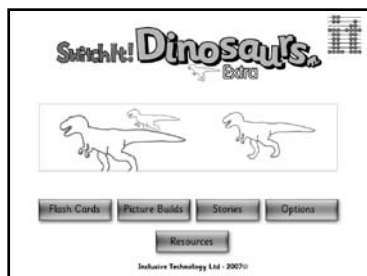 SwitchIt! Dinosaurs
Extra
Flash Cards Picture Builds Stories Options
Resources
Inclusive Technology Ltd - 2007©